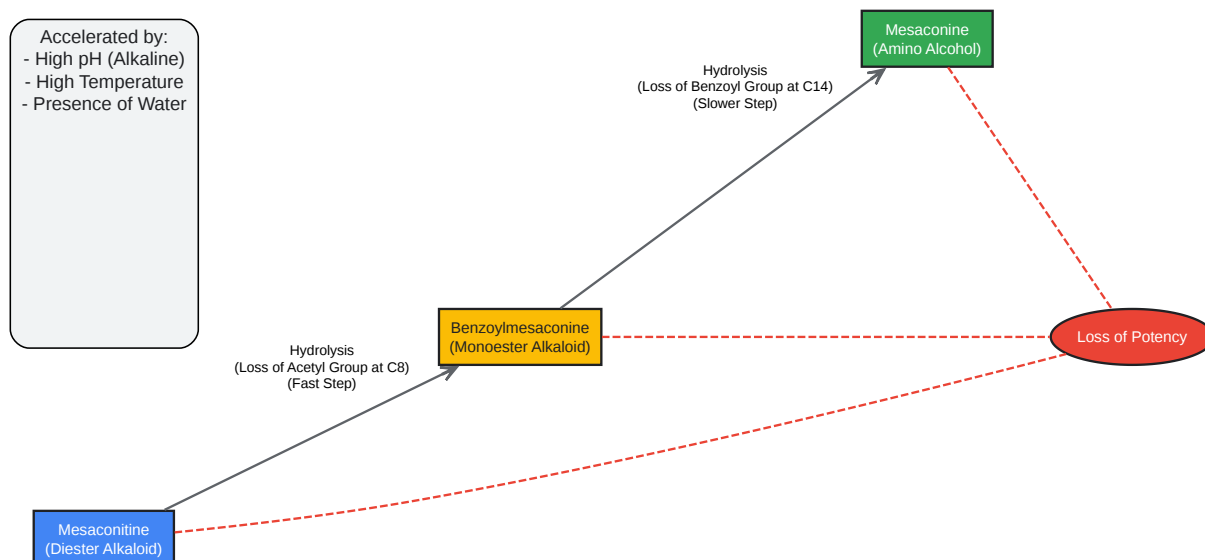 Accelerated by:
- High pH (Alkaline)
- High Temperature
- Presence of Water
Mesaconine
(Amino Alcohol)
Hydrolysis
(Loss of Benzoyl Group at C14)
(Slower Step)
Benzoylmesaconine
(Monoester Alkaloid)
Loss of Potency
Hydrolysis
(Loss of Acetyl Group at C8)
(Fast Step)
Mesaconitine
(Diester Alkaloid)